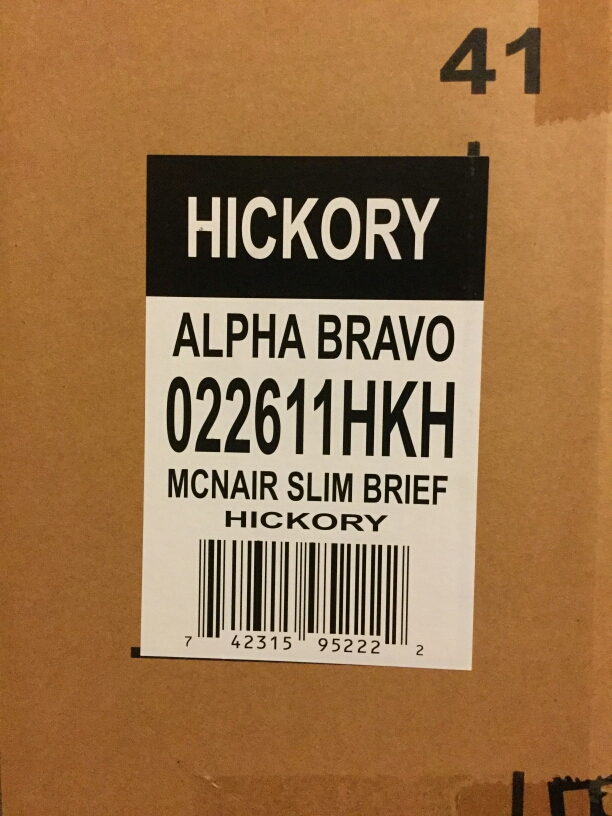 41
HICKORY
ALPHA BRAVO
022611HKH
MCNAIR SLIM BRIEF
HICKORY
7 42315 95222 2